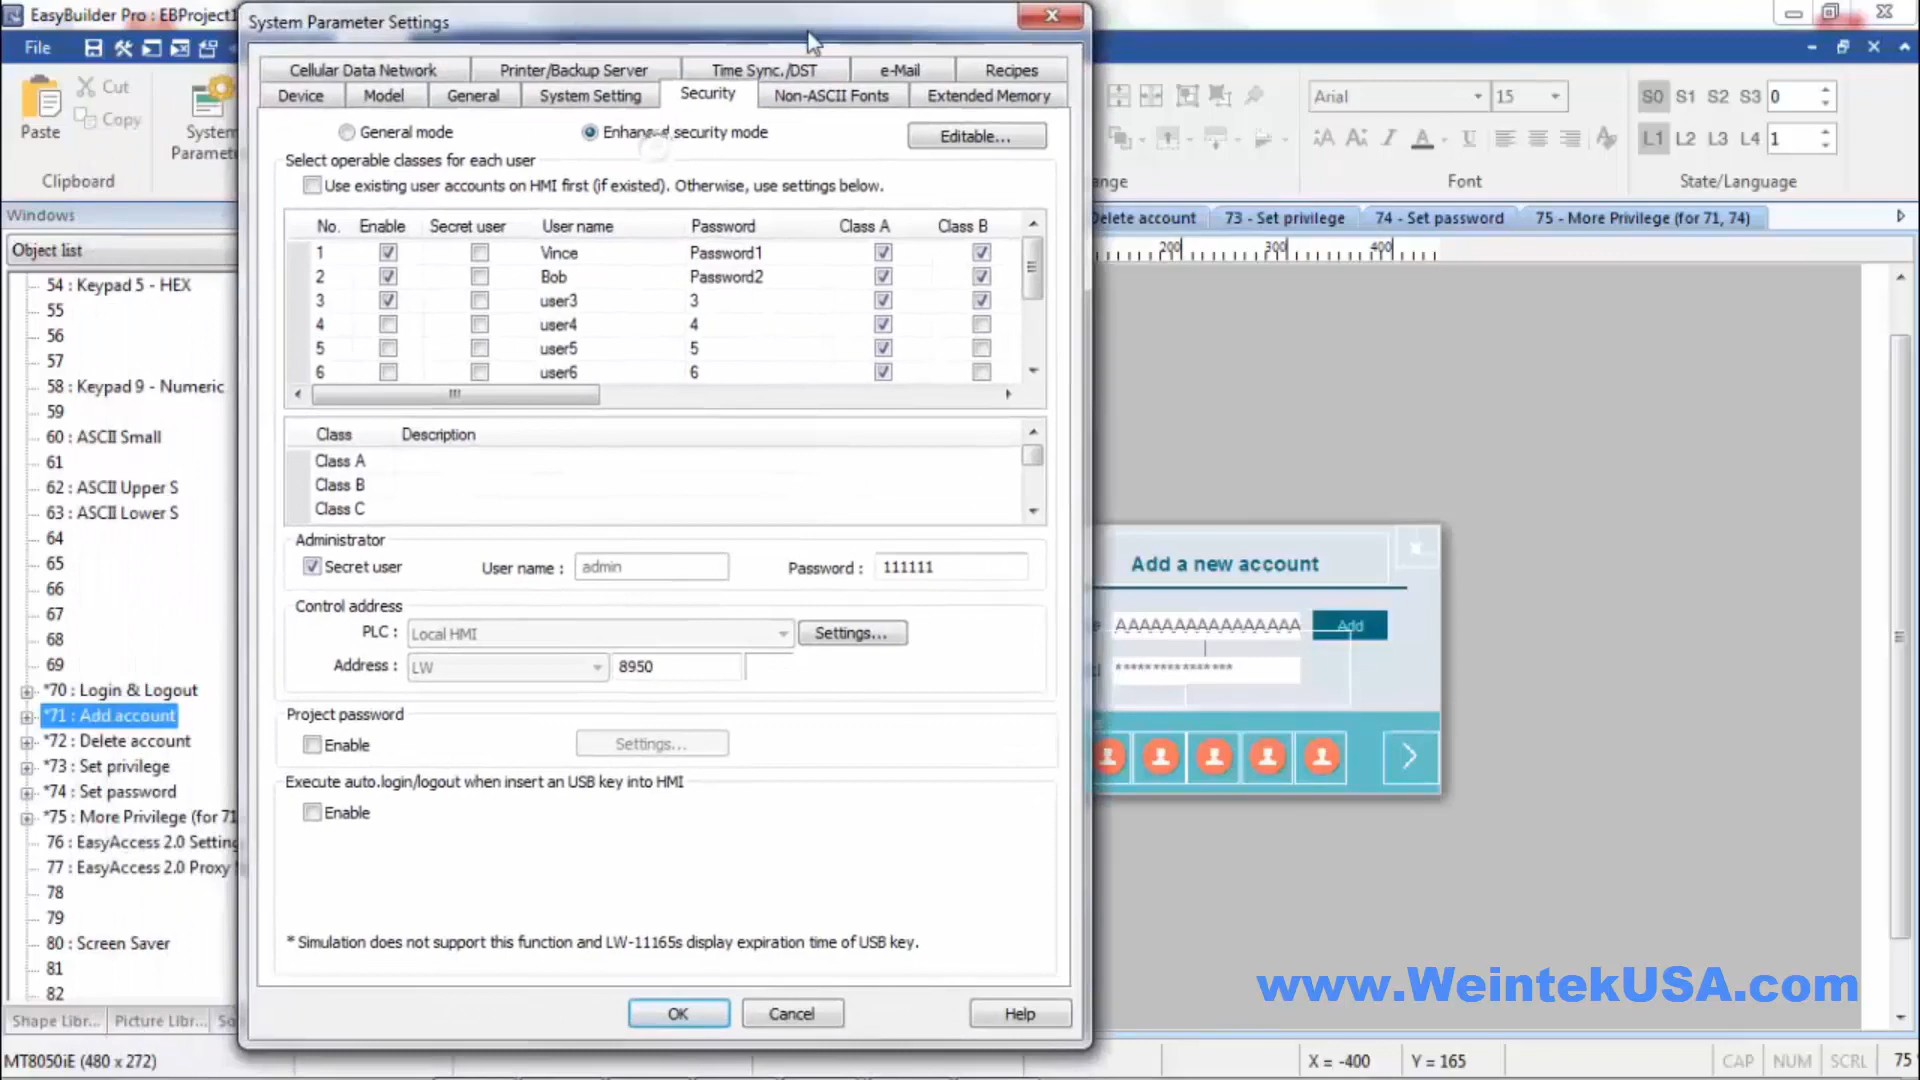 EasyBuilder Pro : EBProject1
System Parameter Settings
File
Cut
Copy
Paste
System
Paramete
Clipboard
Cellular Data Network
Printer/Backup Server
Time Sync./DST
e-Mail
Recipes
Device
Model
General
System Setting
Security
Non-ASCII Fonts
Extended Memory
General mode
Enhanced security mode
Editable...
Select operable classes for each user
Use existing user accounts on HMI first (if existed). Otherwise, use settings below.
No. Enable Secret user User name Password Class A Class B
1 Vince Password1
2 Bob Password2
3 user3 3
4 user4 4
5 user5 5
6 user6 6
Class Description
Class A
Class B
Class C
Administrator
Secret user User name : admin Password : 111111
Control address
PLC : Local HMI Settings...
Address : LW 8950
Project password
Enable Settings...
Execute auto.login/logout when insert an USB key into HMI
Enable
* Simulation does not support this function and LW-11165s display expiration time of USB key.
OK Cancel Help
Arial 15
S0 S1 S2 S3 0
L1 L2 L3 L4 1
nge
Font
State/Language
Delete account
73 - Set privilege
74 - Set password
75 - More Privilege (for 71, 74)
200 300 400
Windows
Object list
54 : Keypad 5 - HEX
55
56
57
58 : Keypad 9 - Numeric
59
60 : ASCII Small
61
62 : ASCII Upper S
63 : ASCII Lower S
64
65
66
67
68
69
*70 : Login & Logout
*71 : Add account
*72 : Delete account
*73 : Set privilege
*74 : Set password
*75 : More Privilege (for 71
76 : EasyAccess 2.0 Setting
77 : EasyAccess 2.0 Proxy
78
79
80 : Screen Saver
81
82
Shape Libr... Picture Libr... So
Add a new account
AAAAAAAAAAAAAAAA Add
***************
www.WeintekUSA.com
MT8050iE (480 x 272)
X = -400 Y = 165
CAP NUM SCRL 75